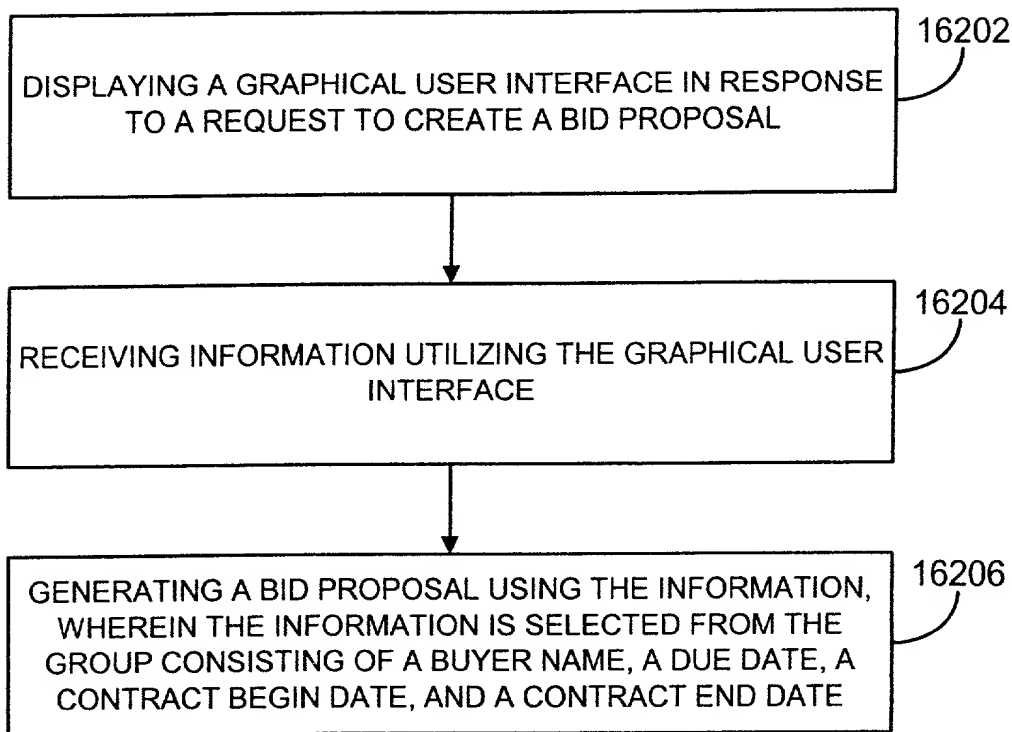 16202
DISPLAYING A GRAPHICAL USER INTERFACE IN RESPONSE
TO A REQUEST TO CREATE A BID PROPOSAL
16204
RECEIVING INFORMATION UTILIZING THE GRAPHICAL USER
INTERFACE
16206
GENERATING A BID PROPOSAL USING THE INFORMATION,
WHEREIN THE INFORMATION IS SELECTED FROM THE
GROUP CONSISTING OF A BUYER NAME, A DUE DATE, A
CONTRACT BEGIN DATE, AND A CONTRACT END DATE